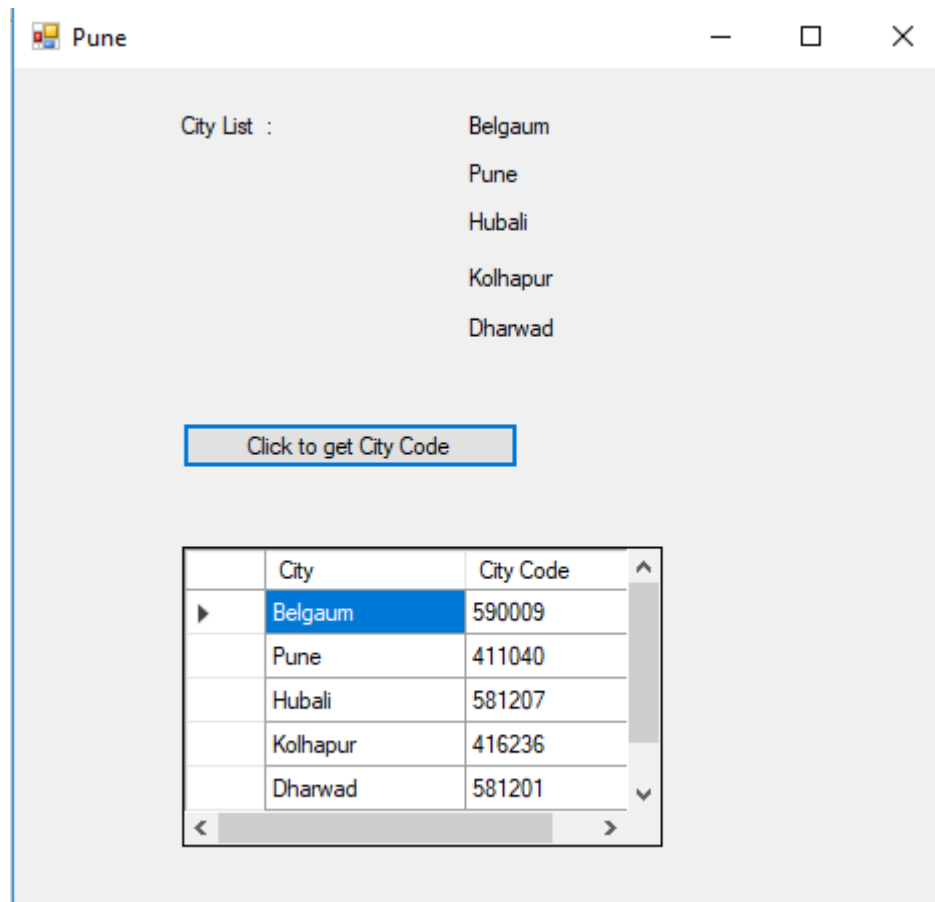 Pune
City List :
Belgaum
Pune
Hubali
Kolhapur
Dharwad
Click to get City Code
City City Code
Belgaum 590009
Pune 411040
Hubali 581207
Kolhapur 416236
Dharwad 581201